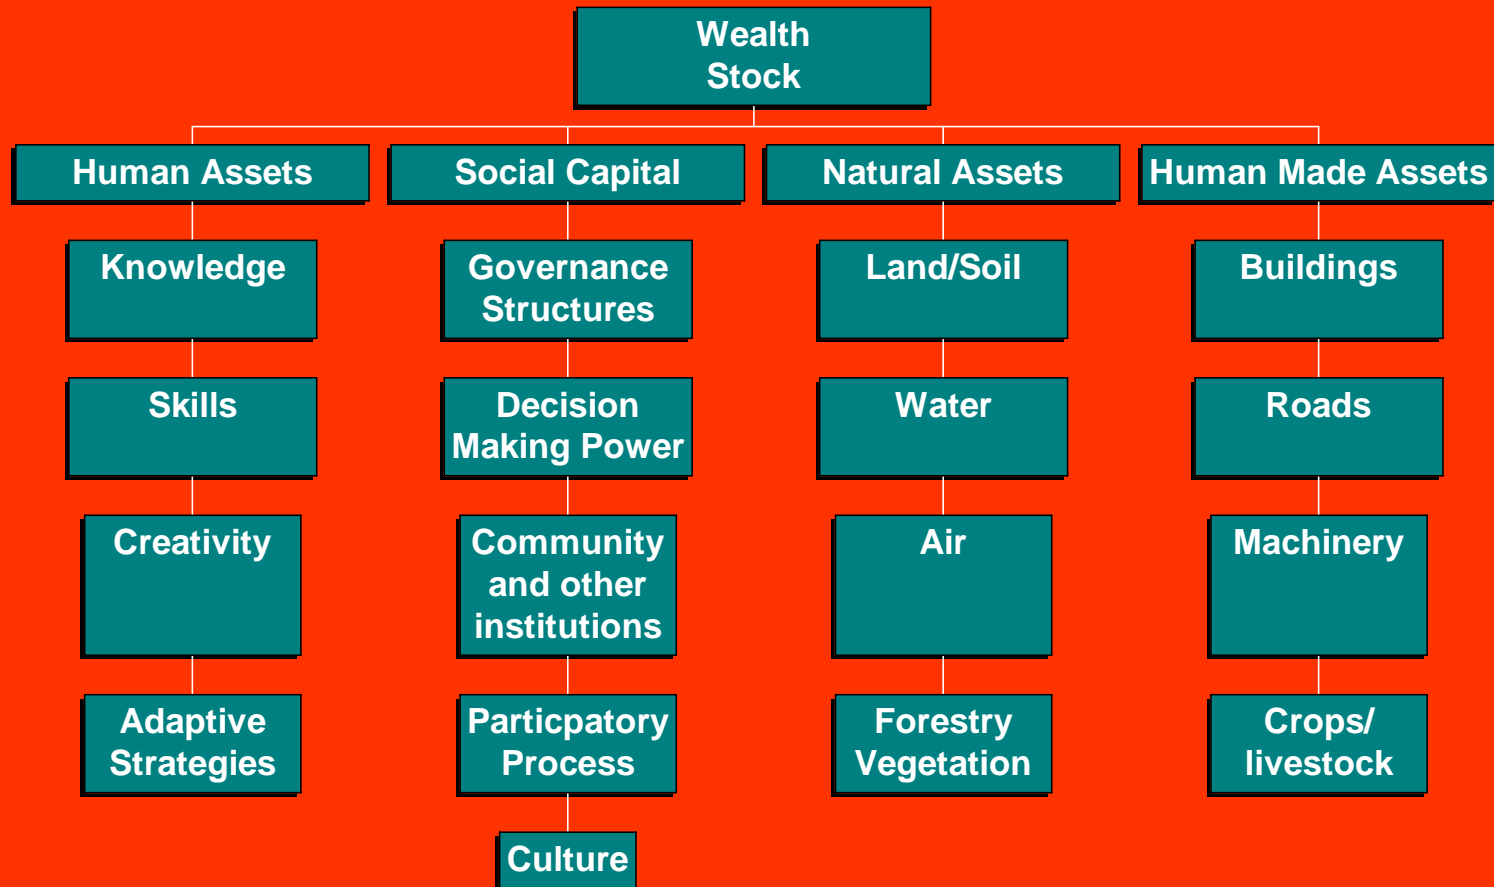 Wealth
Stock
Human Assets
Social Capital
Natural Assets
Human Made Assets
Knowledge
Governance
Structures
Land/Soil
Buildings
Skills
Decision
Making Power
Water
Roads
Creativity
Community
and other
institutions
Air
Machinery
Adaptive
Strategies
Particpatory
Process
Forestry
Vegetation
Crops/
livestock
Culture